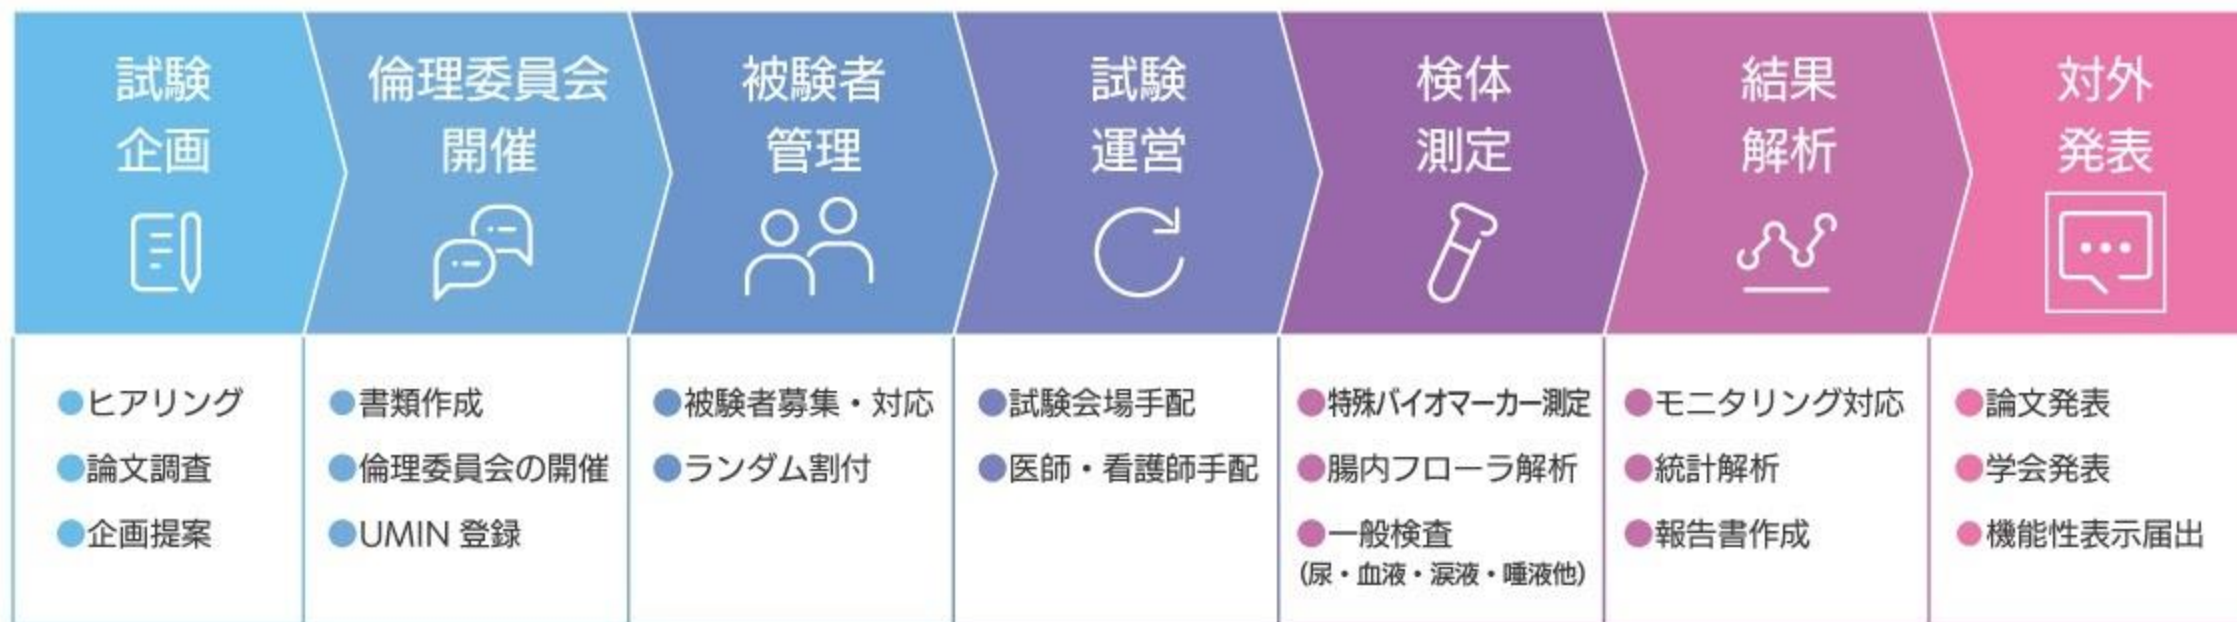 試験
企画
倫理委員会
開催
被験者
管理
試験
運営
検体
測定
結果
解析
対外
発表
●ヒアリング
●論文調査
●企画提案
●書類作成
●倫理委員会の開催
●UMIN 登録
●被験者募集・対応
●ランダム割付
●試験会場手配
●医師・看護師手配
●特殊バイオマーカー測定
●腸内フローラ解析
●一般検査
(尿・血液・涙液・唾液他)
●モニタリング対応
●統計解析
●報告書作成
●論文発表
●学会発表
●機能性表示届出